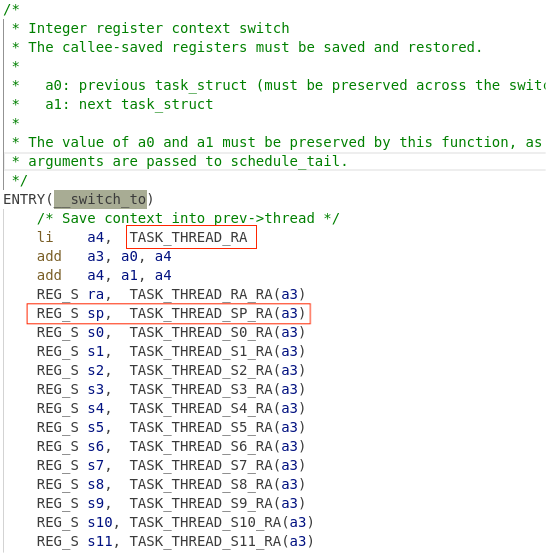 /*
 * Integer register context switch
 * The callee-saved registers must be saved and restored.
 *
 *   a0: previous task_struct (must be preserved across the swit
 *   a1: next task_struct
 *
 * The value of a0 and a1 must be preserved by this function, as
 * arguments are passed to schedule_tail.
 */
ENTRY(__switch_to)
    /* Save context into prev->thread */
    li    a4,  TASK_THREAD_RA
    add   a3, a0, a4
    add   a4, a1, a4
    REG_S ra,  TASK_THREAD_RA_RA(a3)
    REG_S sp,  TASK_THREAD_SP_RA(a3)
    REG_S s0,  TASK_THREAD_S0_RA(a3)
    REG_S s1,  TASK_THREAD_S1_RA(a3)
    REG_S s2,  TASK_THREAD_S2_RA(a3)
    REG_S s3,  TASK_THREAD_S3_RA(a3)
    REG_S s4,  TASK_THREAD_S4_RA(a3)
    REG_S s5,  TASK_THREAD_S5_RA(a3)
    REG_S s6,  TASK_THREAD_S6_RA(a3)
    REG_S s7,  TASK_THREAD_S7_RA(a3)
    REG_S s8,  TASK_THREAD_S8_RA(a3)
    REG_S s9,  TASK_THREAD_S9_RA(a3)
    REG_S s10, TASK_THREAD_S10_RA(a3)
    REG_S s11, TASK_THREAD_S11_RA(a3)